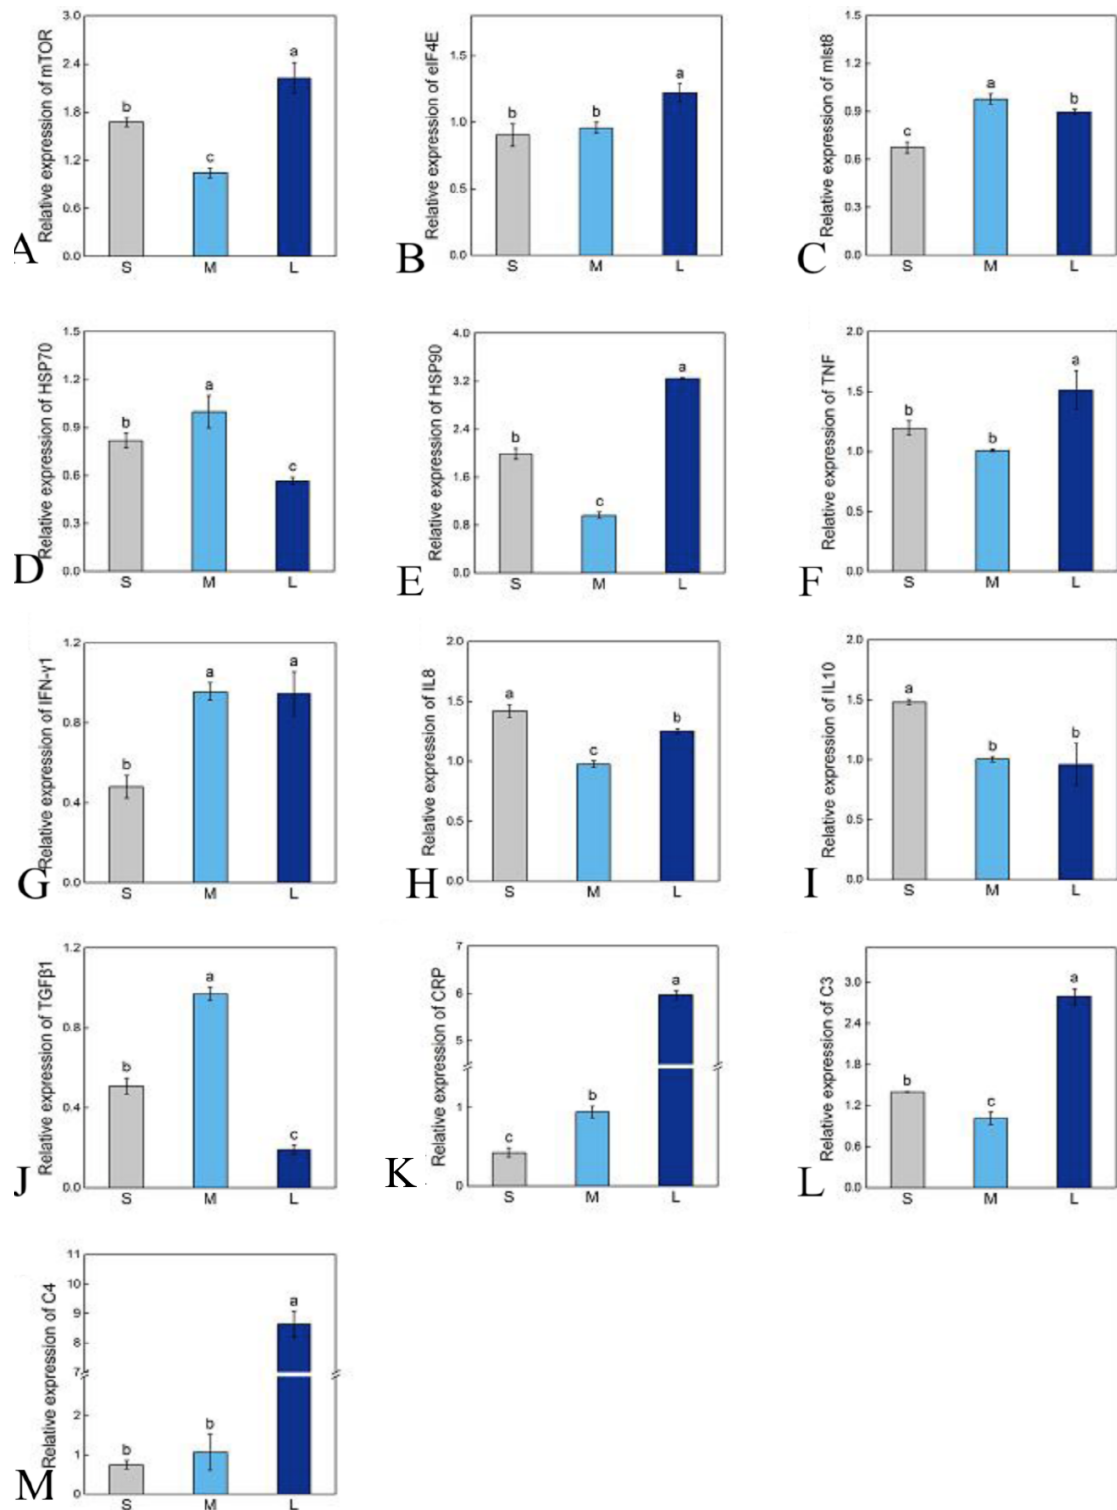 A
Relative expression of mTOR
3.0
2.4
1.8
1.2
0.6
0.0
b
c
a
S M L
B
Relative expression of eIF4E
1.5
1.0
0.5
0.0
b
b
a
S M L
C
Relative expression of mlst8
1.5
1.2
0.9
0.6
0.3
0.0
c
a
b
S M L
D
Relative expression of HSP70
1.5
1.2
0.9
0.6
0.3
0.0
b
a
c
S M L
E
Relative expression of HSP90
4.0
3.2
2.4
1.6
0.8
0.0
b
c
a
S M L
F
Relative expression of TNF
2.0
1.5
1.0
0.5
0.0
b
b
a
S M L
G
Relative expression of IFN-γ1
1.2
0.8
0.4
0.0
b
a
a
S M L
H
Relative expression of IL8
2.0
1.5
1.0
0.5
0.0
a
c
b
S M L
I
Relative expression of IL10
2.0
1.5
1.0
0.5
0.0
a
b
b
S M L
J
Relative expression of TGFβ1
1.2
0.8
0.4
0.0
b
a
c
S M L
K
Relative expression of CRP
7
6
5
1
0
c
b
a
S M L
L
Relative expression of C3
3.0
2.4
1.8
1.2
0.6
0.0
b
c
a
S M L
M
Relative expression of C4
11
10
9
8
7
2
1
0
b
b
a
S M L